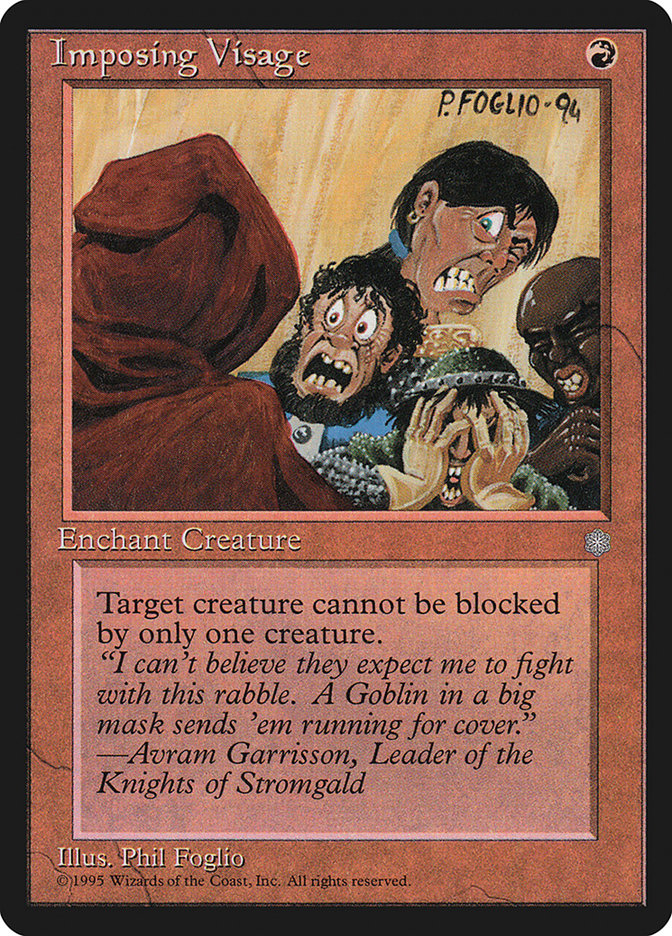 Imposing Visage
P. FOGLIO-94
Enchant Creature
Target creature cannot be blocked
by only one creature.
“I can’t believe they expect me to fight
with this rabble. A Goblin in a big
mask sends ’em running for cover.”
—Avram Garrisson, Leader of the
Knights of Stromgald
Illus. Phil Foglio
©1995 Wizards of the Coast, Inc. All rights reserved.